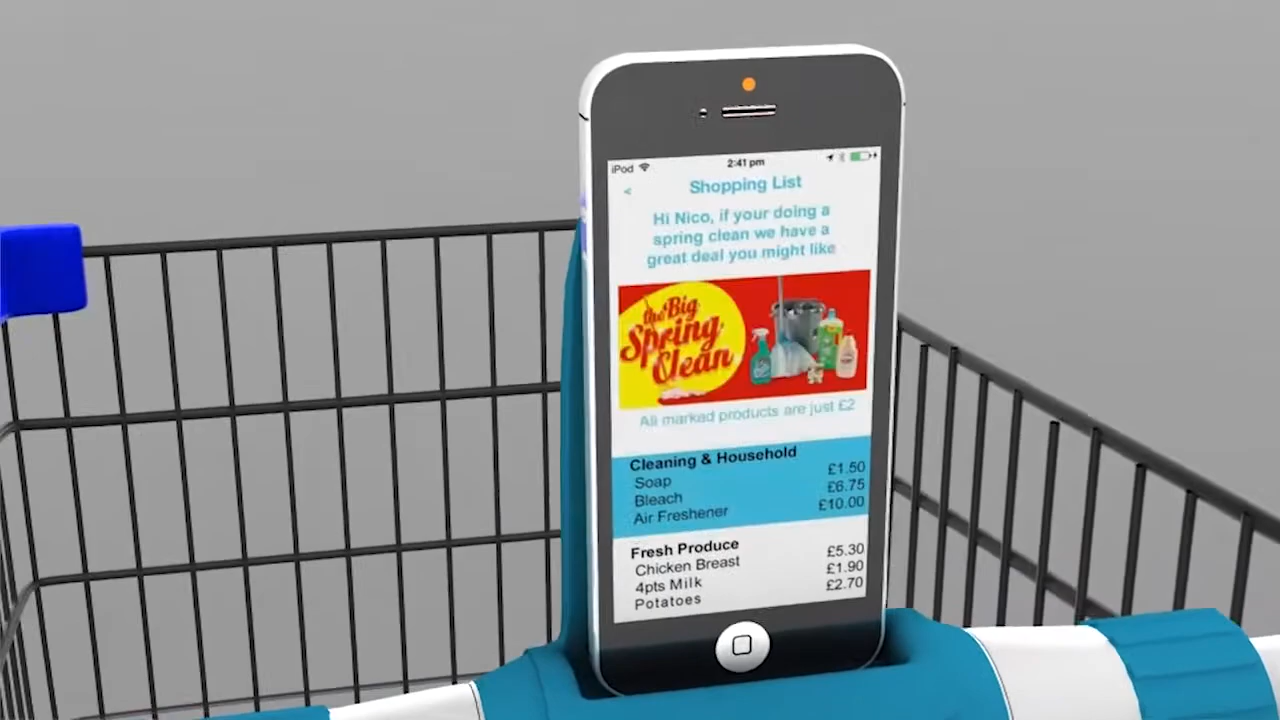 iPod 2:41 pm
<
Shopping List
Hi Nico, if your doing a
spring clean we have a
great deal you might like
the Big
Spring
Clean
All marked products are just £2
Cleaning & Household
Soap £1.50
Bleach £6.75
Air Freshener £10.00
Fresh Produce
Chicken Breast £5.30
4pts Milk £1.90
Potatoes £2.70